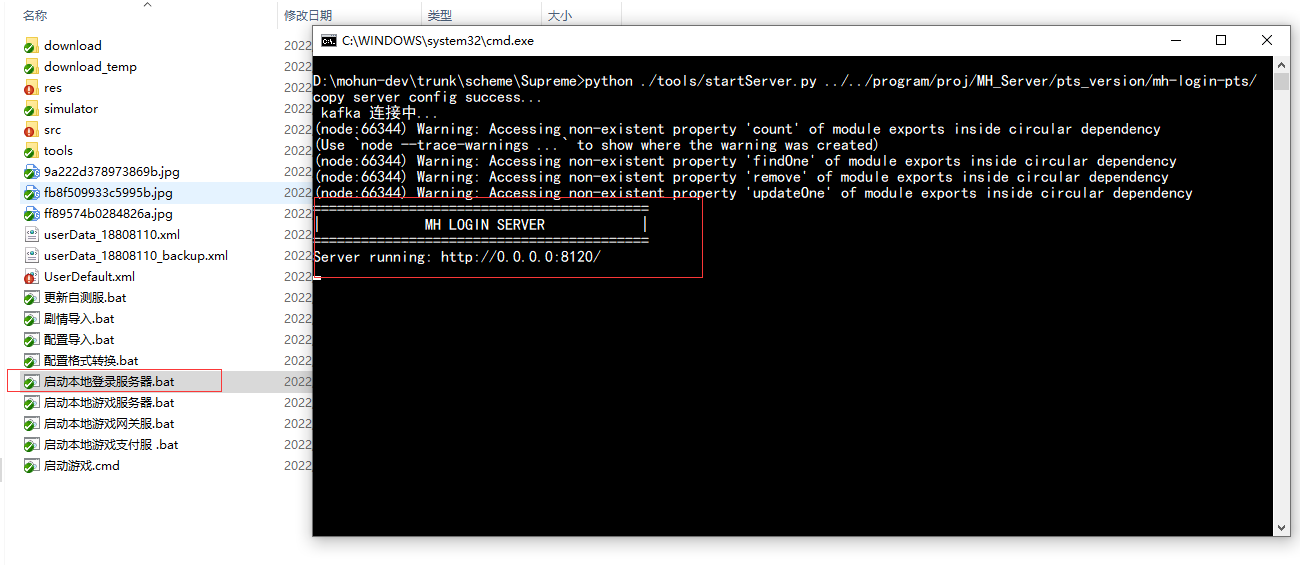 名称 修改日期 类型 大小
download 2022
download_temp 2022
res 2022
simulator 2022
src 2022
tools 2022
9a222d378973869b.jpg 2022
fb8f509933c5995b.jpg 2022
ff89574b0284826a.jpg 2022
userData_18808110.xml 2022
userData_18808110_backup.xml 2022
UserDefault.xml 2022
更新自测服.bat 2022
剧情导入.bat 2022
配置导入.bat 2022
配置格式转换.bat 2022
启动本地登录服务器.bat 2022
启动本地游戏服务器.bat 2022
启动本地游戏网关服.bat 2022
启动本地游戏支付服 .bat 2022
启动游戏.cmd 2022
C:\WINDOWS\system32\cmd.exe
D:\mohun-dev\trunk\scheme\Supreme>python ./tools/startServer.py ../../program/proj/MH_Server/pts_version/mh-login-pts/
copy server config success...
kafka 连接中...
(node:66344) Warning: Accessing non-existent property 'count' of module exports inside circular dependency
(Use `node --trace-warnings ...` to show where the warning was created)
(node:66344) Warning: Accessing non-existent property 'findOne' of module exports inside circular dependency
(node:66344) Warning: Accessing non-existent property 'remove' of module exports inside circular dependency
(node:66344) Warning: Accessing non-existent property 'updateOne' of module exports inside circular dependency
==========================================
| MH LOGIN SERVER |
==========================================
Server running: http://0.0.0.0:8120/